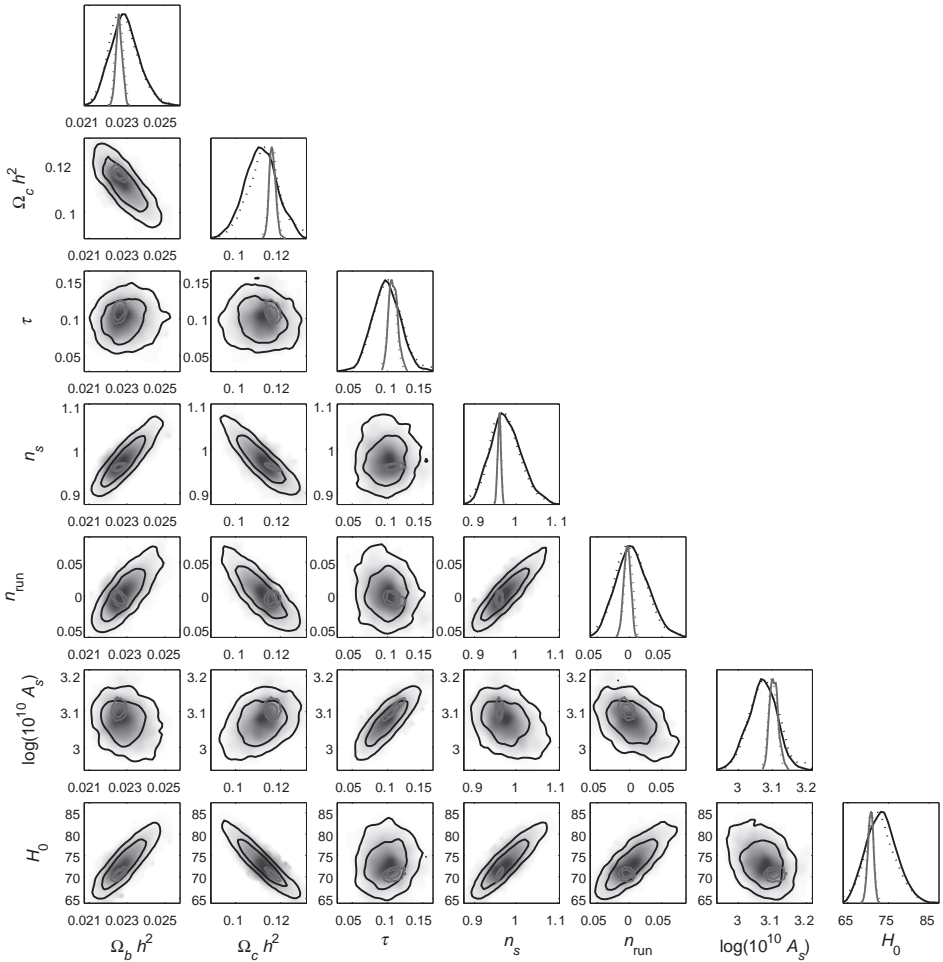 0.021 0.023 0.025
Ω_c h²
0.12
0. 1
0.021 0.023 0.025 0. 1 0.12
τ
0.15 0.15
0.1 0.1
0.05 0.05
0.021 0.023 0.025 0. 1 0.12 0.05 0.1 0.15
n_s
1.1 1.1 1.1
1 1 1
0.9 0.9 0.9
0.021 0.023 0.025 0. 1 0.12 0.05 0.1 0.15 0. 9 1 1. 1
n_run
0.05 0.05 0.05 0.05
0 0 0 0
0.05 0.05 0.05 0.05
0.021 0.023 0.025 0. 1 0.12 0.05 0.1 0.15 0.9 1 1.1 0.05 0 0.05
log(10¹⁰ A_s)
3.2 3.2 3.2 3.2 3.2
3.1 3.1 3.1 3.1 3.1
3 3 3 3 3
0.021 0.023 0.025 0. 1 0.12 0.05 0.1 0.15 0.9 1 1.1 0.05 0 0.05 3 3.1 3.2
H₀
85 85 85 85 85 85
80 80 80 80 80 80
75 75 75 75 75 75
70 70 70 70 70 70
65 65 65 65 65 65
0.021 0.023 0.025 0. 1 0.12 0.05 0.1 0.15 0.9 1 1.1 0.05 0 0.05 3 3.1 3.2 65 75 85
Ω_b h² Ω_c h² τ n_s n_run log(10¹⁰ A_s) H₀